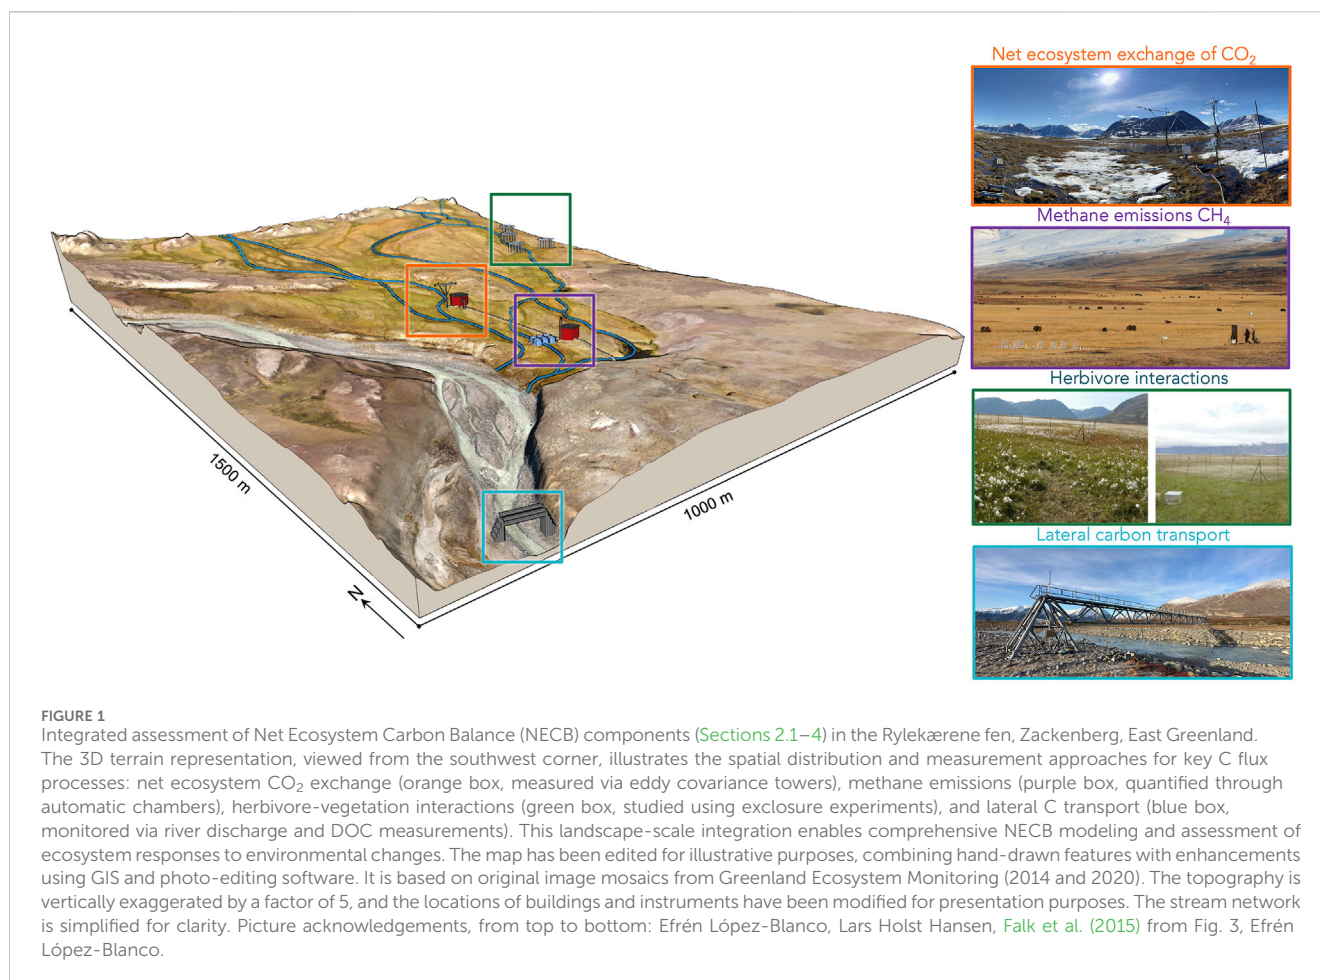 Net ecosystem exchange of CO₂
Methane emissions CH₄
Herbivore interactions
Lateral carbon transport
1500 m
1000 m
N
FIGURE 1
Integrated assessment of Net Ecosystem Carbon Balance (NECB) components (Sections 2.1–4) in the Rylekærene fen, Zackenberg, East Greenland.
The 3D terrain representation, viewed from the southwest corner, illustrates the spatial distribution and measurement approaches for key C flux
processes: net ecosystem CO₂ exchange (orange box, measured via eddy covariance towers), methane emissions (purple box, quantified through
automatic chambers), herbivore-vegetation interactions (green box, studied using exclosure experiments), and lateral C transport (blue box,
monitored via river discharge and DOC measurements). This landscape-scale integration enables comprehensive NECB modeling and assessment of
ecosystem responses to environmental changes. The map has been edited for illustrative purposes, combining hand-drawn features with enhancements
using GIS and photo-editing software. It is based on original image mosaics from Greenland Ecosystem Monitoring (2014 and 2020). The topography is
vertically exaggerated by a factor of 5, and the locations of buildings and instruments have been modified for presentation purposes. The stream network
is simplified for clarity. Picture acknowledgements, from top to bottom: Efrén López-Blanco, Lars Holst Hansen, Falk et al. (2015) from Fig. 3, Efrén
López-Blanco.